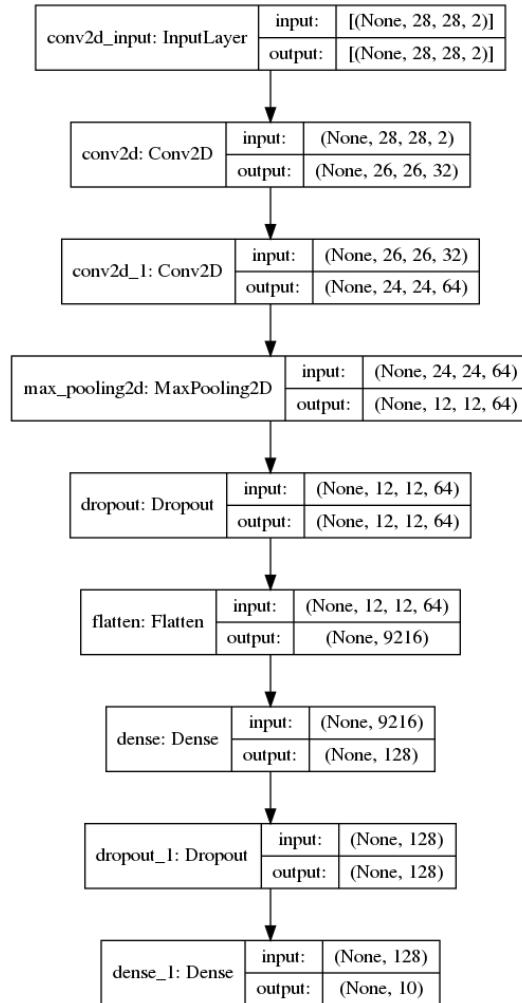 conv2d_input: InputLayer
input:
[(None, 28, 28, 2)]
output:
[(None, 28, 28, 2)]
conv2d: Conv2D
input:
(None, 28, 28, 2)
output:
(None, 26, 26, 32)
conv2d_1: Conv2D
input:
(None, 26, 26, 32)
output:
(None, 24, 24, 64)
max_pooling2d: MaxPooling2D
input:
(None, 24, 24, 64)
output:
(None, 12, 12, 64)
dropout: Dropout
input:
(None, 12, 12, 64)
output:
(None, 12, 12, 64)
flatten: Flatten
input:
(None, 12, 12, 64)
output:
(None, 9216)
dense: Dense
input:
(None, 9216)
output:
(None, 128)
dropout_1: Dropout
input:
(None, 128)
output:
(None, 128)
dense_1: Dense
input:
(None, 128)
output:
(None, 10)